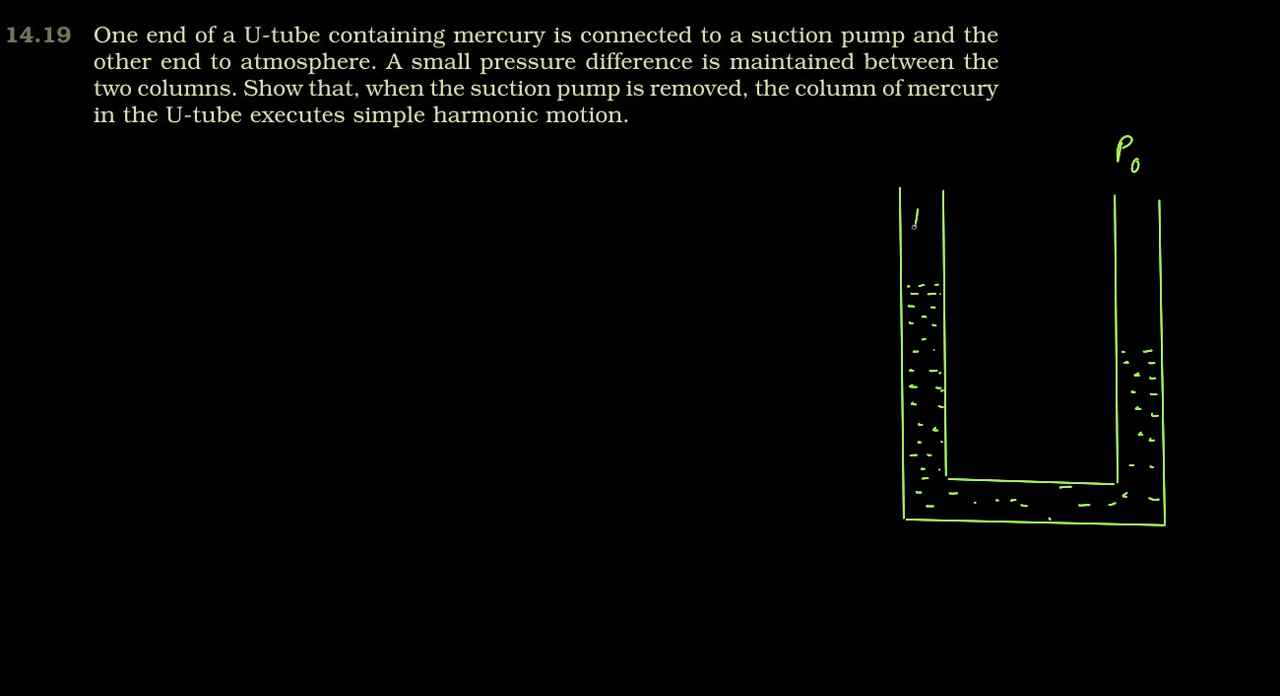 14.19 One end of a U-tube containing mercury is connected to a suction pump and the
other end to atmosphere. A small pressure difference is maintained between the
two columns. Show that, when the suction pump is removed, the column of mercury
in the U-tube executes simple harmonic motion.
P₀